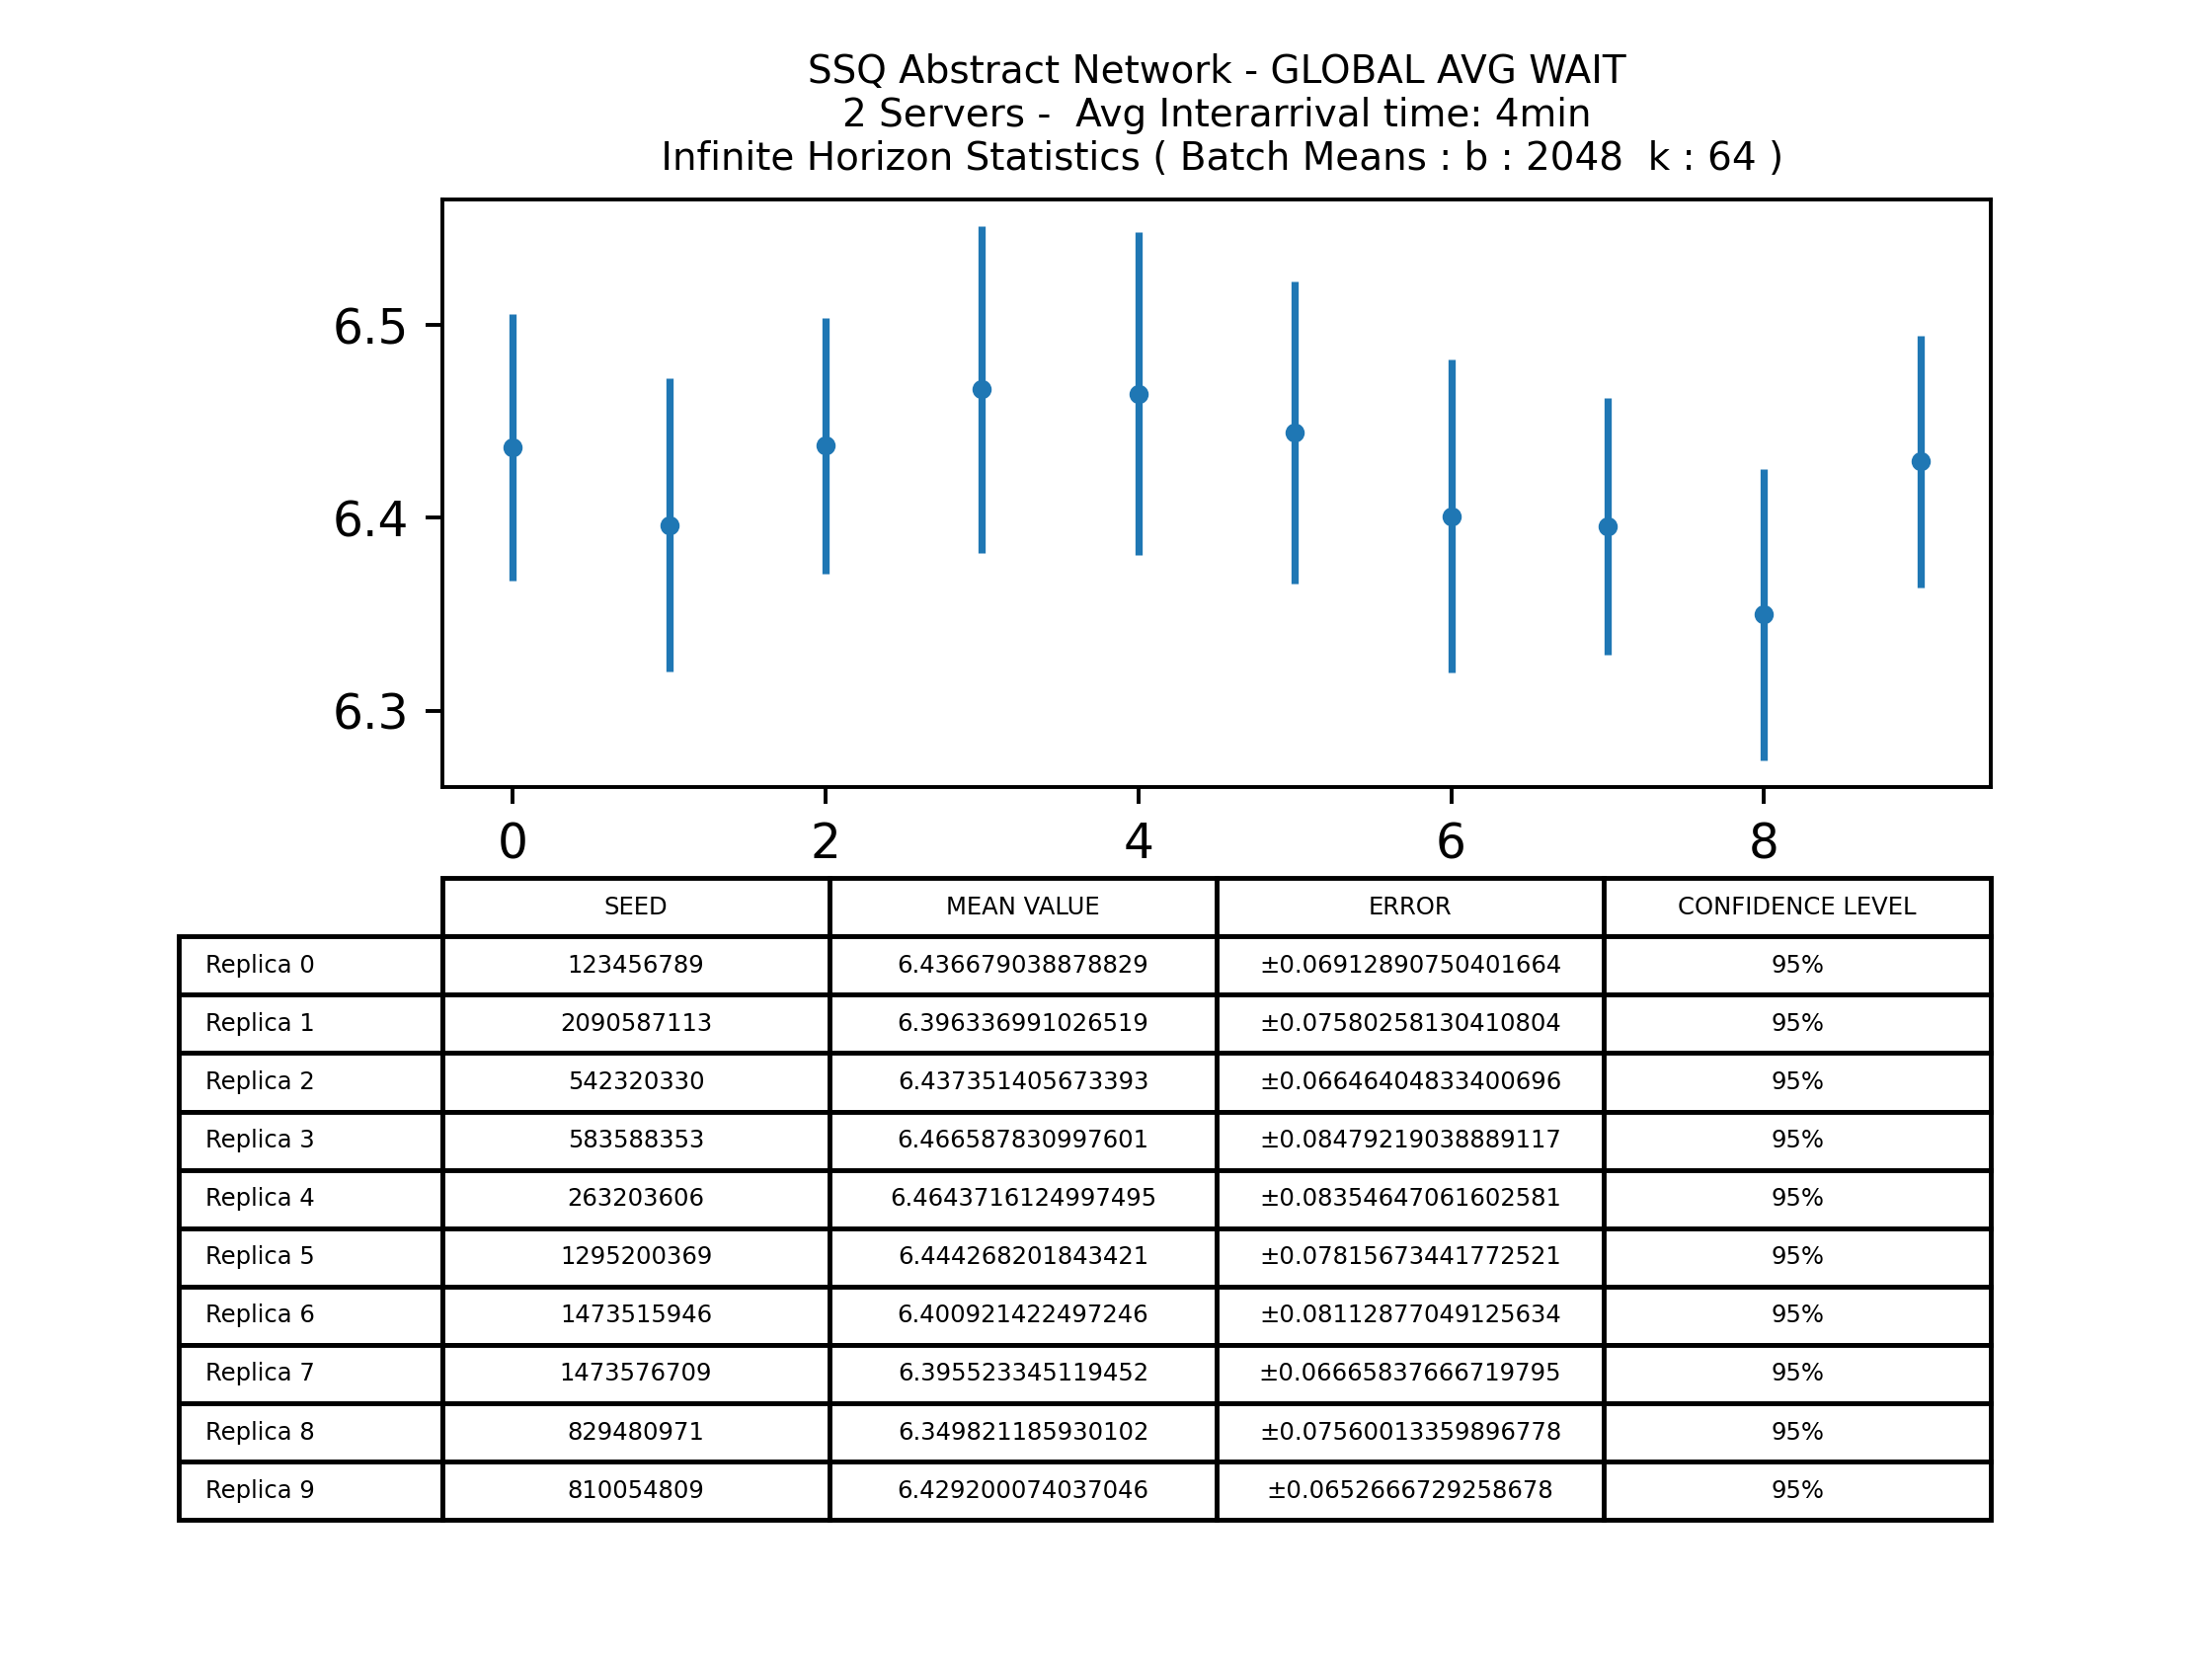 SSQ Abstract Network - GLOBAL AVG WAIT
2 Servers -  Avg Interarrival time: 4min
Infinite Horizon Statistics ( Batch Means : b : 2048  k : 64 )
6.5
6.4
6.3
0 2 4 6 8
SEED MEAN VALUE ERROR CONFIDENCE LEVEL
Replica 0 123456789 6.436679038878829 ±0.06912890750401664 95%
Replica 1 2090587113 6.396336991026519 ±0.07580258130410804 95%
Replica 2 542320330 6.437351405673393 ±0.06646404833400696 95%
Replica 3 583588353 6.466587830997601 ±0.08479219038889117 95%
Replica 4 263203606 6.4643716124997495 ±0.08354647061602581 95%
Replica 5 1295200369 6.444268201843421 ±0.07815673441772521 95%
Replica 6 1473515946 6.400921422497246 ±0.08112877049125634 95%
Replica 7 1473576709 6.395523345119452 ±0.06665837666719795 95%
Replica 8 829480971 6.349821185930102 ±0.07560013359896778 95%
Replica 9 810054809 6.429200074037046 ±0.0652666729258678 95%